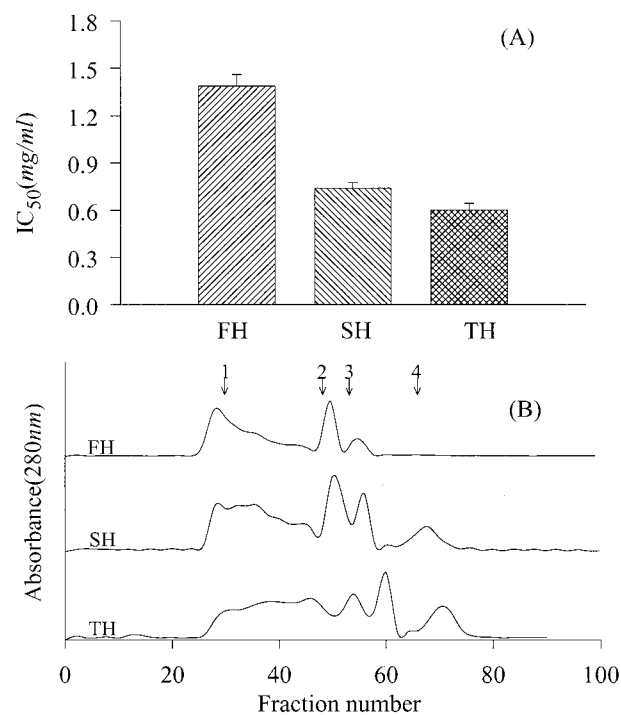 (A)
IC50(mg/ml)
1.8
1.5
1.2
0.9
0.6
0.3
0.0
FH SH TH
(B)
Absorbance(280nm)
1 2 3 4
FH
SH
TH
0 20 40 60 80 100
Fraction number